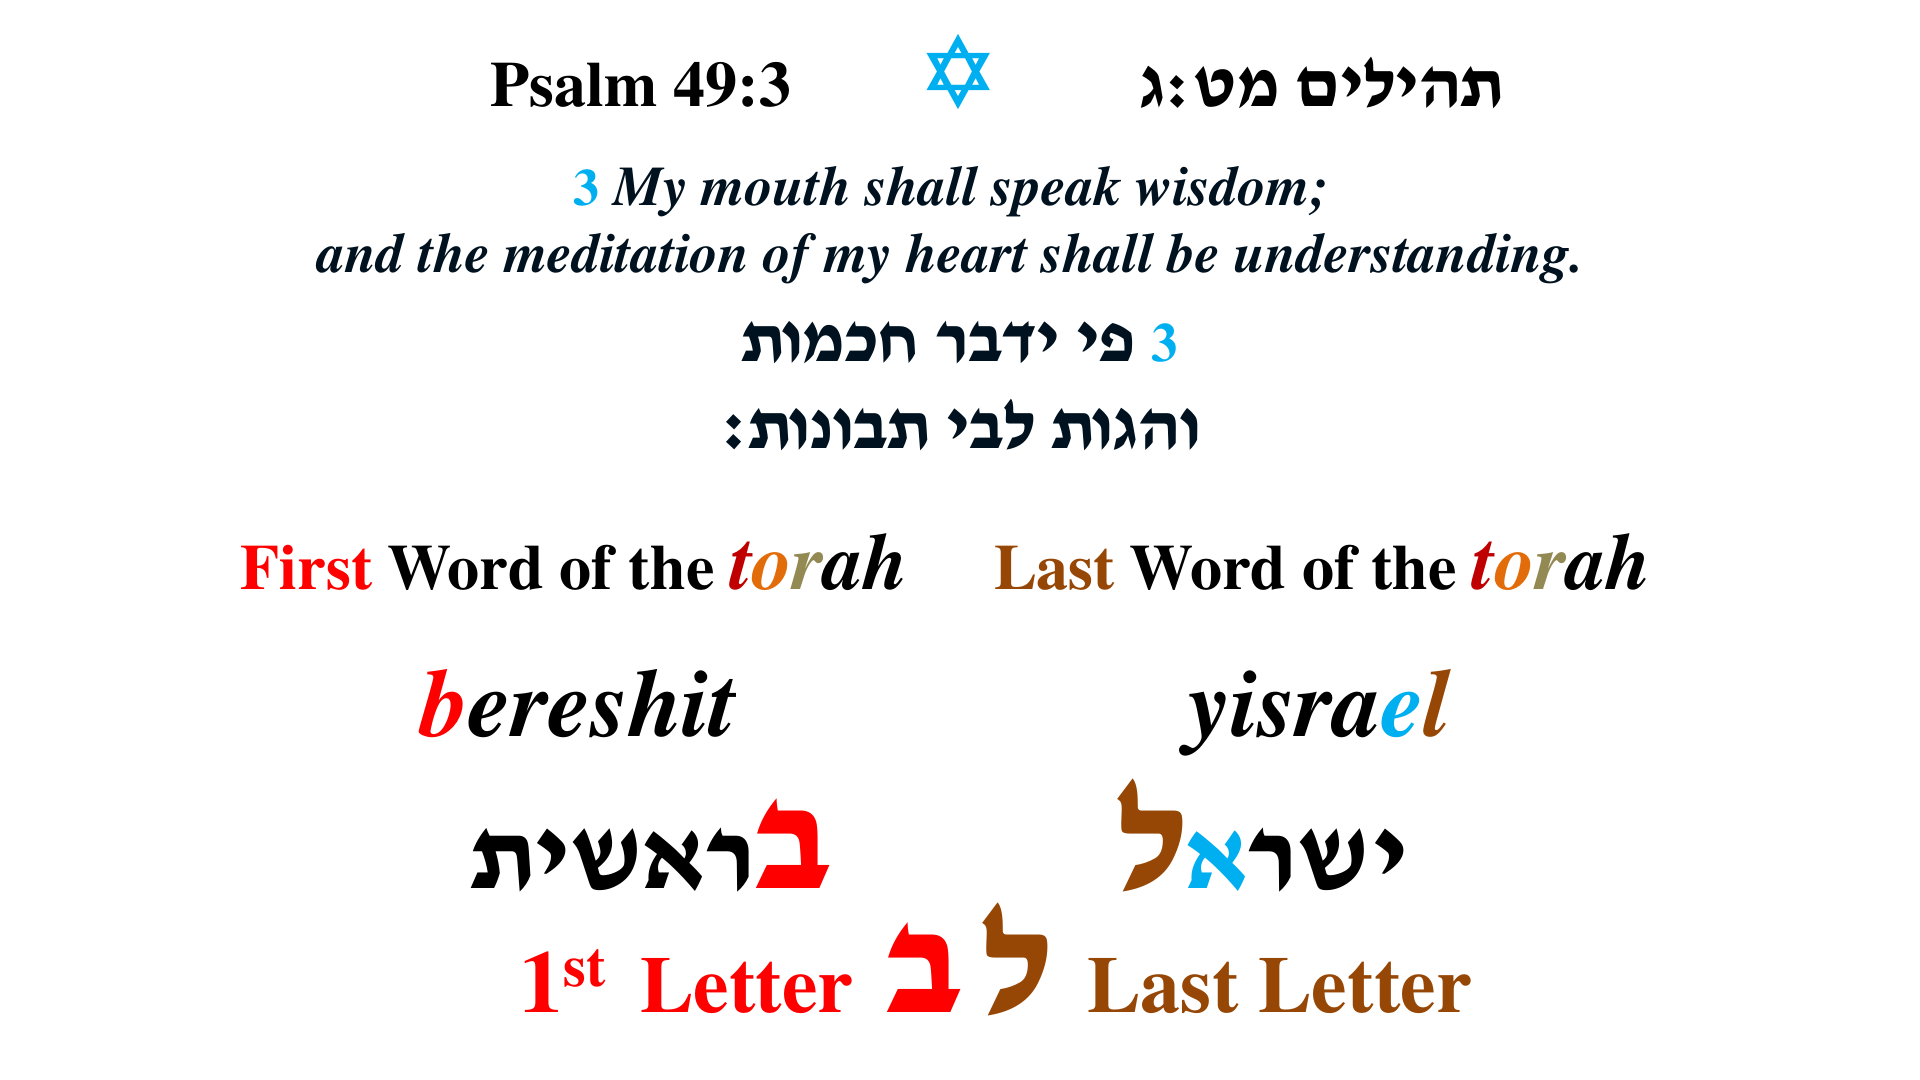 Psalm 49:3 ✡ תהילים מט:ג
3 My mouth shall speak wisdom;
and the meditation of my heart shall be understanding.
3 פי ידבר חכמות
והגות לבי תבונות:
First Word of the torah Last Word of the torah
bereshit yisrael
בראשית ישראל
1st Letter ב ל Last Letter